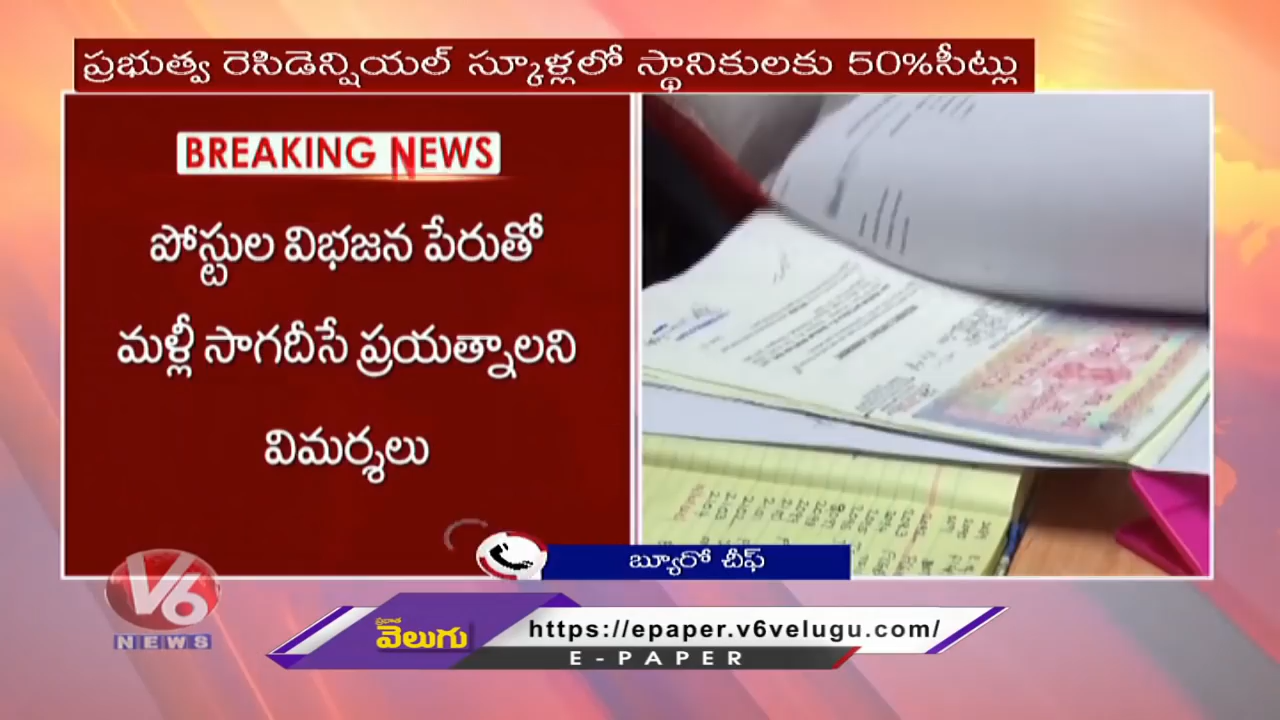 ప్రభుత్వ రెసిడెన్షియల్ స్కూళ్లలో స్థానికులకు 50%సీట్లు
BREAKING NEWS
పోస్టుల విభజన పేరుతో
మళ్లీ సాగదీసే ప్రయత్నాలని
విమర్శలు
బ్యూరో చీఫ్
V6
NEWS
ప్రభాత
వెలుగు
https://epaper.v6velugu.com/
E-PAPER